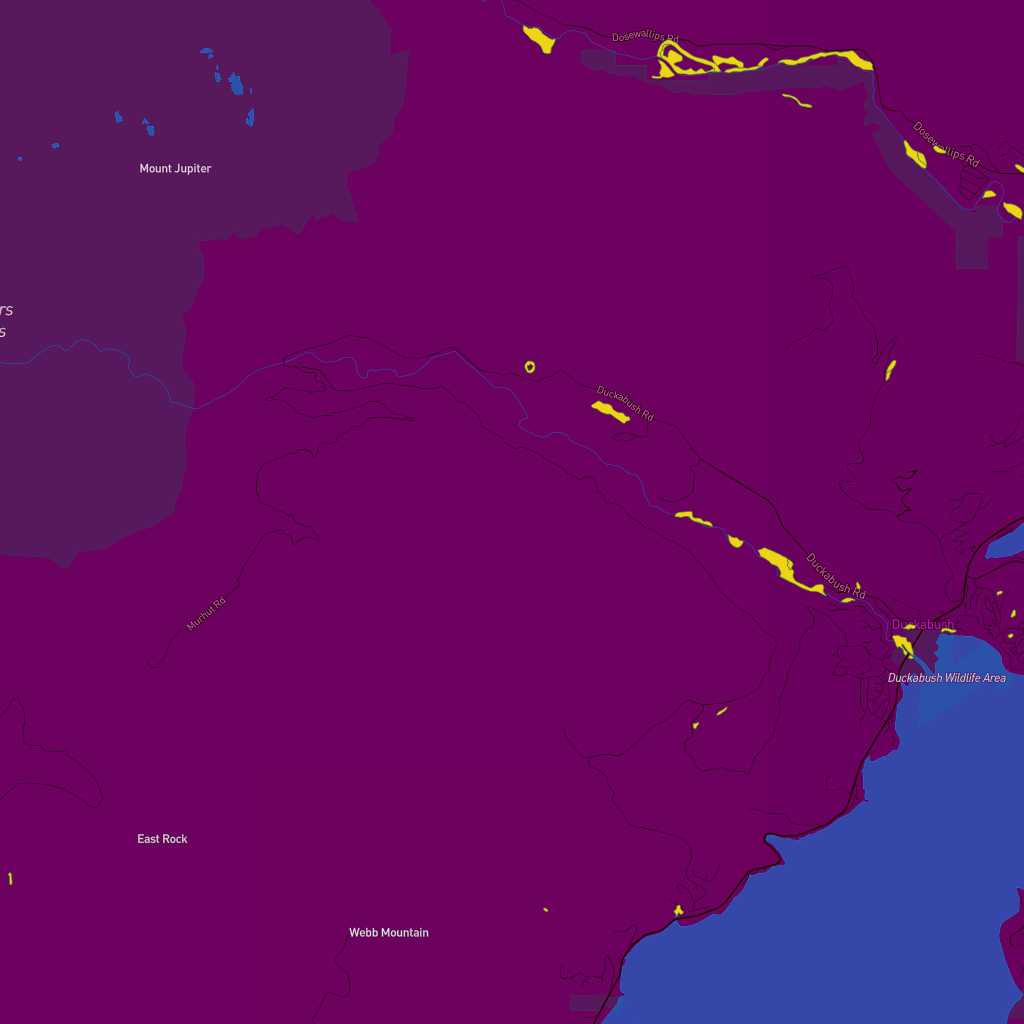 Dosewallips Rd
Dosewallips Rd
Mount Jupiter
rs
s
Duckabush Rd
Duckabush Rd
Murhut Rd
Duckabush
Duckabush Wildlife Area
East Rock
Webb Mountain